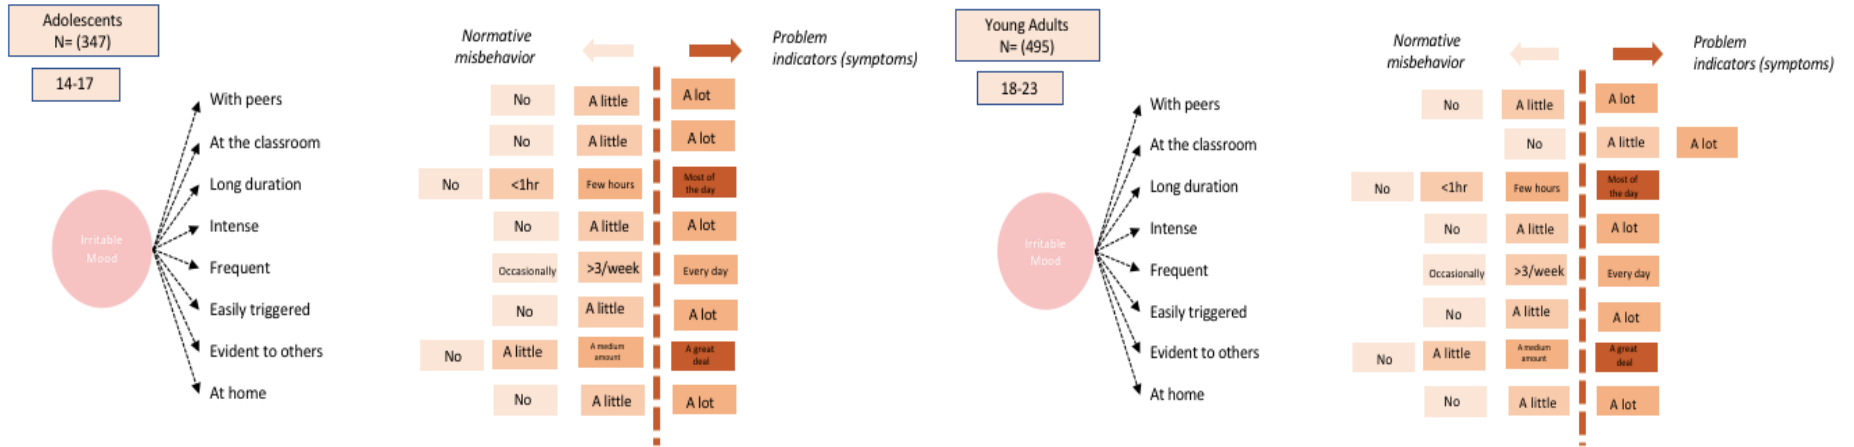 Adolescents
N= (347)
14-17
Normative
misbehavior
Problem
indicators (symptoms)
Irritable
Mood
With peers
No
A little
A lot
At the classroom
No
A little
A lot
Long duration
No
<1hr
Few hours
Most of
the day
Intense
No
A little
A lot
Frequent
Occasionally
>3/week
Every day
Easily triggered
No
A little
A lot
Evident to others
No
A little
A medium
amount
A great
deal
At home
No
A little
A lot
Young Adults
N= (495)
18-23
Normative
misbehavior
Problem
indicators (symptoms)
Irritable
Mood
With peers
No
A little
A lot
At the classroom
No
A little
A lot
Long duration
No
<1hr
Few hours
Most of
the day
Intense
No
A little
A lot
Frequent
Occasionally
>3/week
Every day
Easily triggered
No
A little
A lot
Evident to others
No
A little
A medium
amount
A great
deal
At home
No
A little
A lot